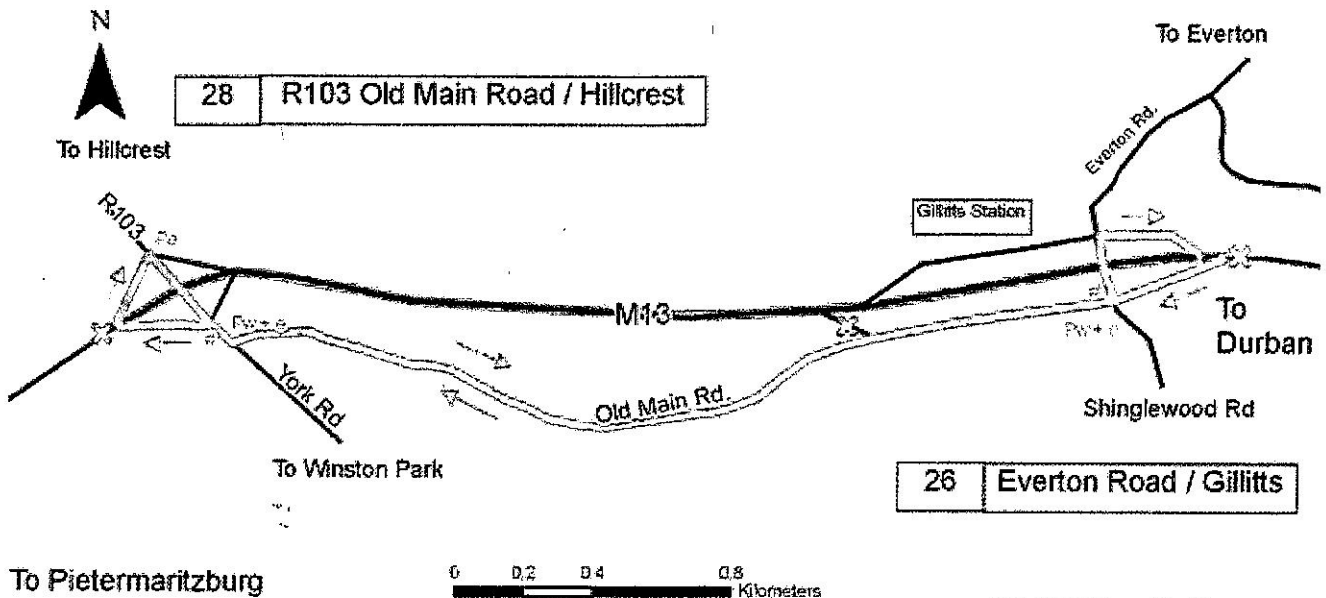 N
To Everton
28 R103 Old Main Road / Hillcrest
To Hillcrest
Everton Rd.
R103
Gillitts Station
M13
To
Durban
York Rd
Old Main Rd.
Shinglewood Rd
To Winston Park
26 Everton Road / Gillitts
To Pietermaritzburg
0 0.2 0.4 0.8
Kilometers